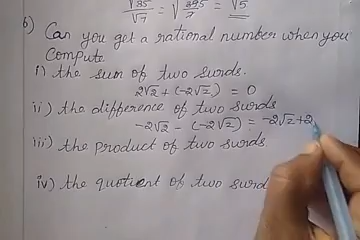 √35/√7 = √395/7 = √5
b) Can you get a rational number when you
compute
i) the sum of two surds.
2√2 + (-2√2) = 0
ii) the difference of two surds
-2√2 - (-2√2) = -2√2+2
iii) the product of two surds
iv) the quotient of two surd